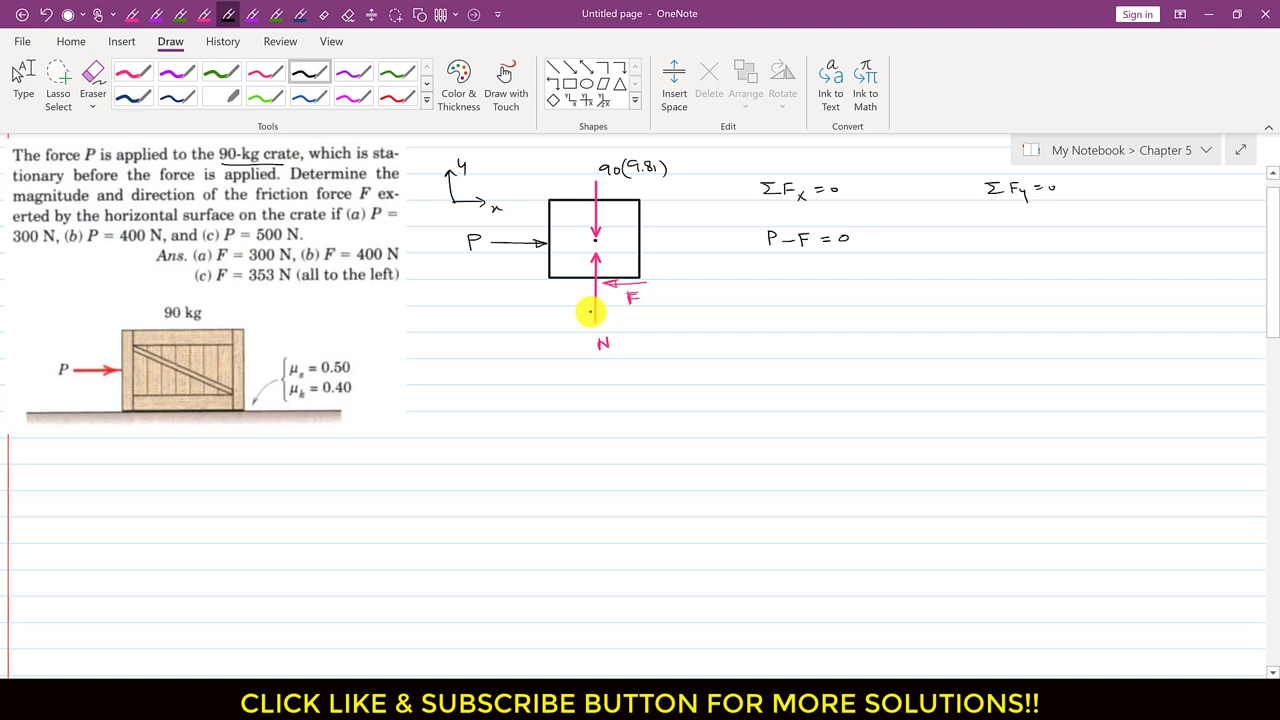 Untitled page - OneNote
Sign in
File Home Insert Draw History Review View
Type
Lasso Select
Eraser
Color & Thickness
Draw with Touch
Insert Space
Delete
Arrange
Rotate
Ink to Text
Ink to Math
Tools
Shapes
Edit
Convert
My Notebook > Chapter 5
The force P is applied to the 90-kg crate, which is sta-
tionary before the force is applied. Determine the
magnitude and direction of the friction force F ex-
erted by the horizontal surface on the crate if (a) P =
300 N, (b) P = 400 N, and (c) P = 500 N.
Ans. (a) F = 300 N, (b) F = 400 N
(c) F = 353 N (all to the left)
90 kg
P
μs = 0.50
μk = 0.40
y
x
90(9.81)
P
F
N
ΣFx = 0
P - F = 0
ΣFy = 0
CLICK LIKE & SUBSCRIBE BUTTON FOR MORE SOLUTIONS!!